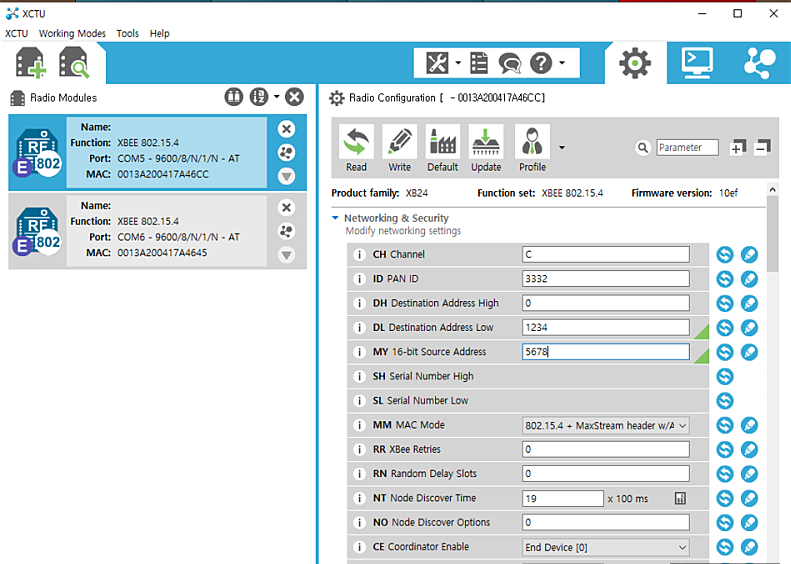 XCTU
XCTU Working Modes Tools Help
Radio Modules
Name:
Function: XBEE 802.15.4
Port: COM5 - 9600/8/N/1/N - AT
MAC: 0013A200417A46CC
RF
E 802
Name:
Function: XBEE 802.15.4
Port: COM6 - 9600/8/N/1/N - AT
MAC: 0013A200417A4645
RF
E 802
Radio Configuration [ - 0013A200417A46CC]
Read Write Default Update Profile
Parameter
Product family: XB24 Function set: XBEE 802.15.4 Firmware version: 10ef
Networking & Security
Modify networking settings
i CH Channel C
i ID PAN ID 3332
i DH Destination Address High 0
i DL Destination Address Low 1234
i MY 16-bit Source Address 5678
i SH Serial Number High
i SL Serial Number Low
i MM MAC Mode 802.15.4 + MaxStream header w/A
i RR XBee Retries 0
i RN Random Delay Slots 0
i NT Node Discover Time 19 x 100 ms
i NO Node Discover Options 0
i CE Coordinator Enable End Device [0]